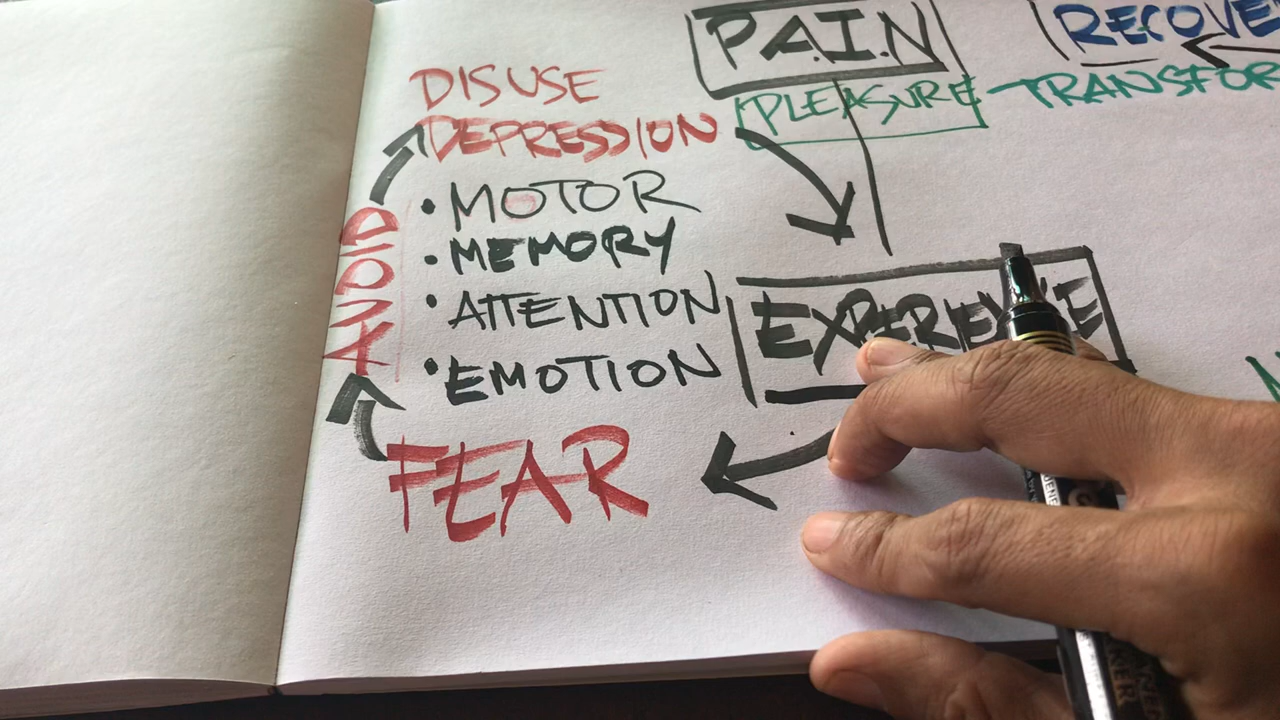 P.A.I.N
RECOVE
PLEASURE - TRANSFOR
DISUSE
DEPRESSION
• MOTOR
• MEMORY
• ATTENTION
• EMOTION
AVOID
EXPERIENCE
FEAR